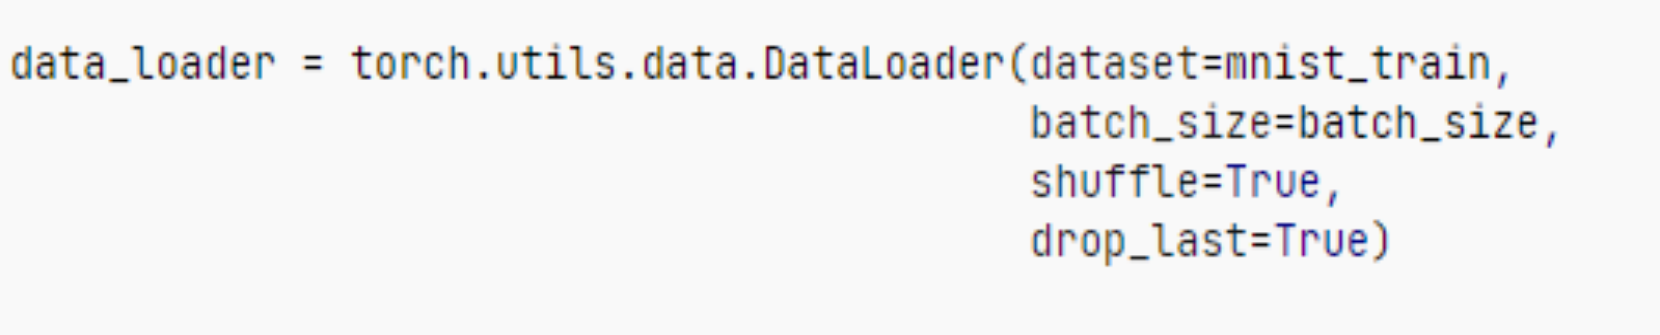 data_loader = torch.utils.data.DataLoader(dataset=mnist_train,
batch_size=batch_size,
shuffle=True,
drop_last=True)